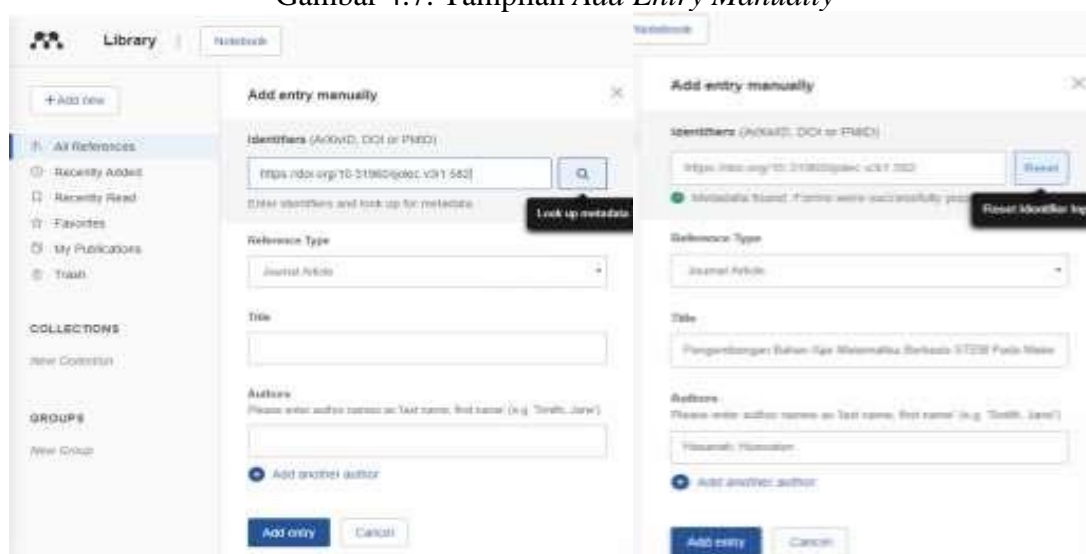 Gambar 4.7. Tampilan Add Entry Manually
Library
Notebook
+ Add new
All References
Recently Added
Recently Read
Favorites
My Publications
Trash
COLLECTIONS
New Collection
GROUPS
New Group
Add entry manually
Identifiers (ArXivID, DOI or PMID)
Enter identifiers and look up for metadata
Look up metadata
Reference Type
Journal Article
Title
Authors
Please enter author names as 'last name, first name' (e.g. 'Smith, Jane')
Add another author
Add entry
Cancel
Notebook
Add entry manually
Identifiers (ArXivID, DOI or PMID)
Reset
Metadata found. Forms were successfully
Reset Identifier
Reference Type
Journal Article
Title
Pengembangan Bahan Ajar Matematika Berbasis STEM Pada
Authors
Please enter author names as 'last name, first name' (e.g. 'Smith, Jane')
Add another author
Add entry
Cancel